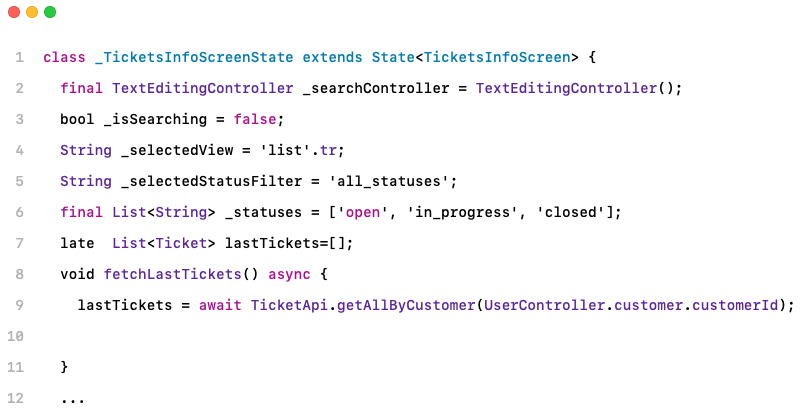 1 class _TicketsInfoScreenState extends State<TicketsInfoScreen> {
2 final TextEditingController _searchController = TextEditingController();
3 bool _isSearching = false;
4 String _selectedView = 'list'.tr;
5 String _selectedStatusFilter = 'all_statuses';
6 final List<String> _statuses = ['open', 'in_progress', 'closed'];
7 late  List<Ticket> lastTickets=[];
8 void fetchLastTickets() async {
9 lastTickets = await TicketApi.getAllByCustomer(UserController.customer.customerId);
10
11 }
12 ...